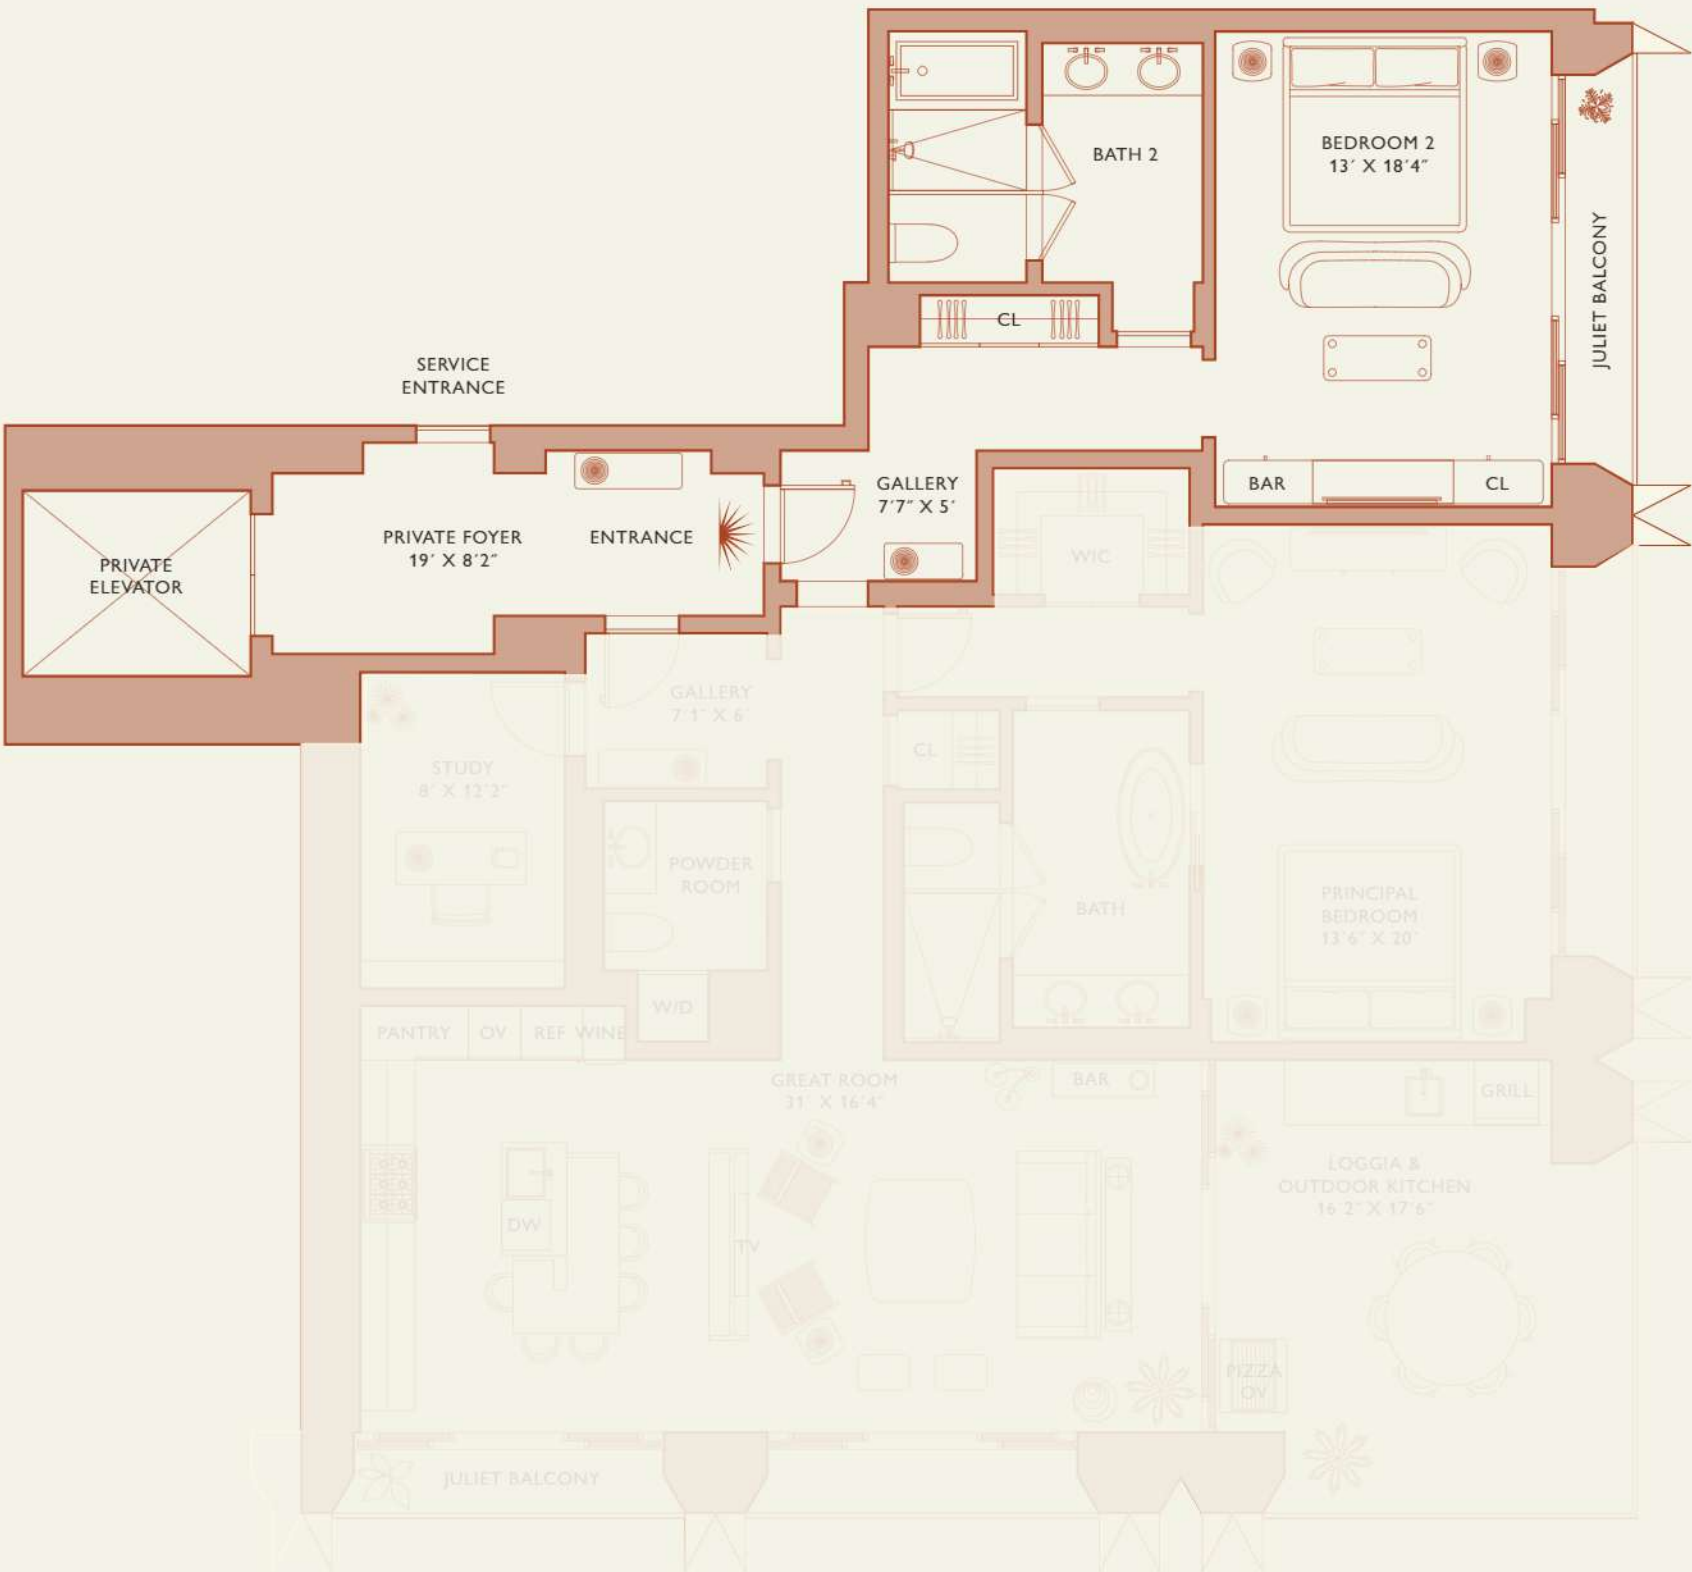 BATH 2
BEDROOM 2
13′ X 18′4″
JULIET BALCONY
CL
SERVICE
ENTRANCE
BAR
CL
GALLERY
7′7″ X 5′
PRIVATE FOYER
19′ X 8′2″
ENTRANCE
PRIVATE
ELEVATOR
WIC
GALLERY
7′1″ X 6′
CL
STUDY
8′ X 12′2″
POWDER
ROOM
BATH
PRINCIPAL
BEDROOM
13′6″ X 20′
W/D
PANTRY
OV
REF
WINE
GREAT ROOM
31′ X 16′4″
BAR
GRILL
LOGGIA &
OUTDOOR KITCHEN
16′2″ X 17′6″
DW
TV
PIZZA
OV
JULIET BALCONY